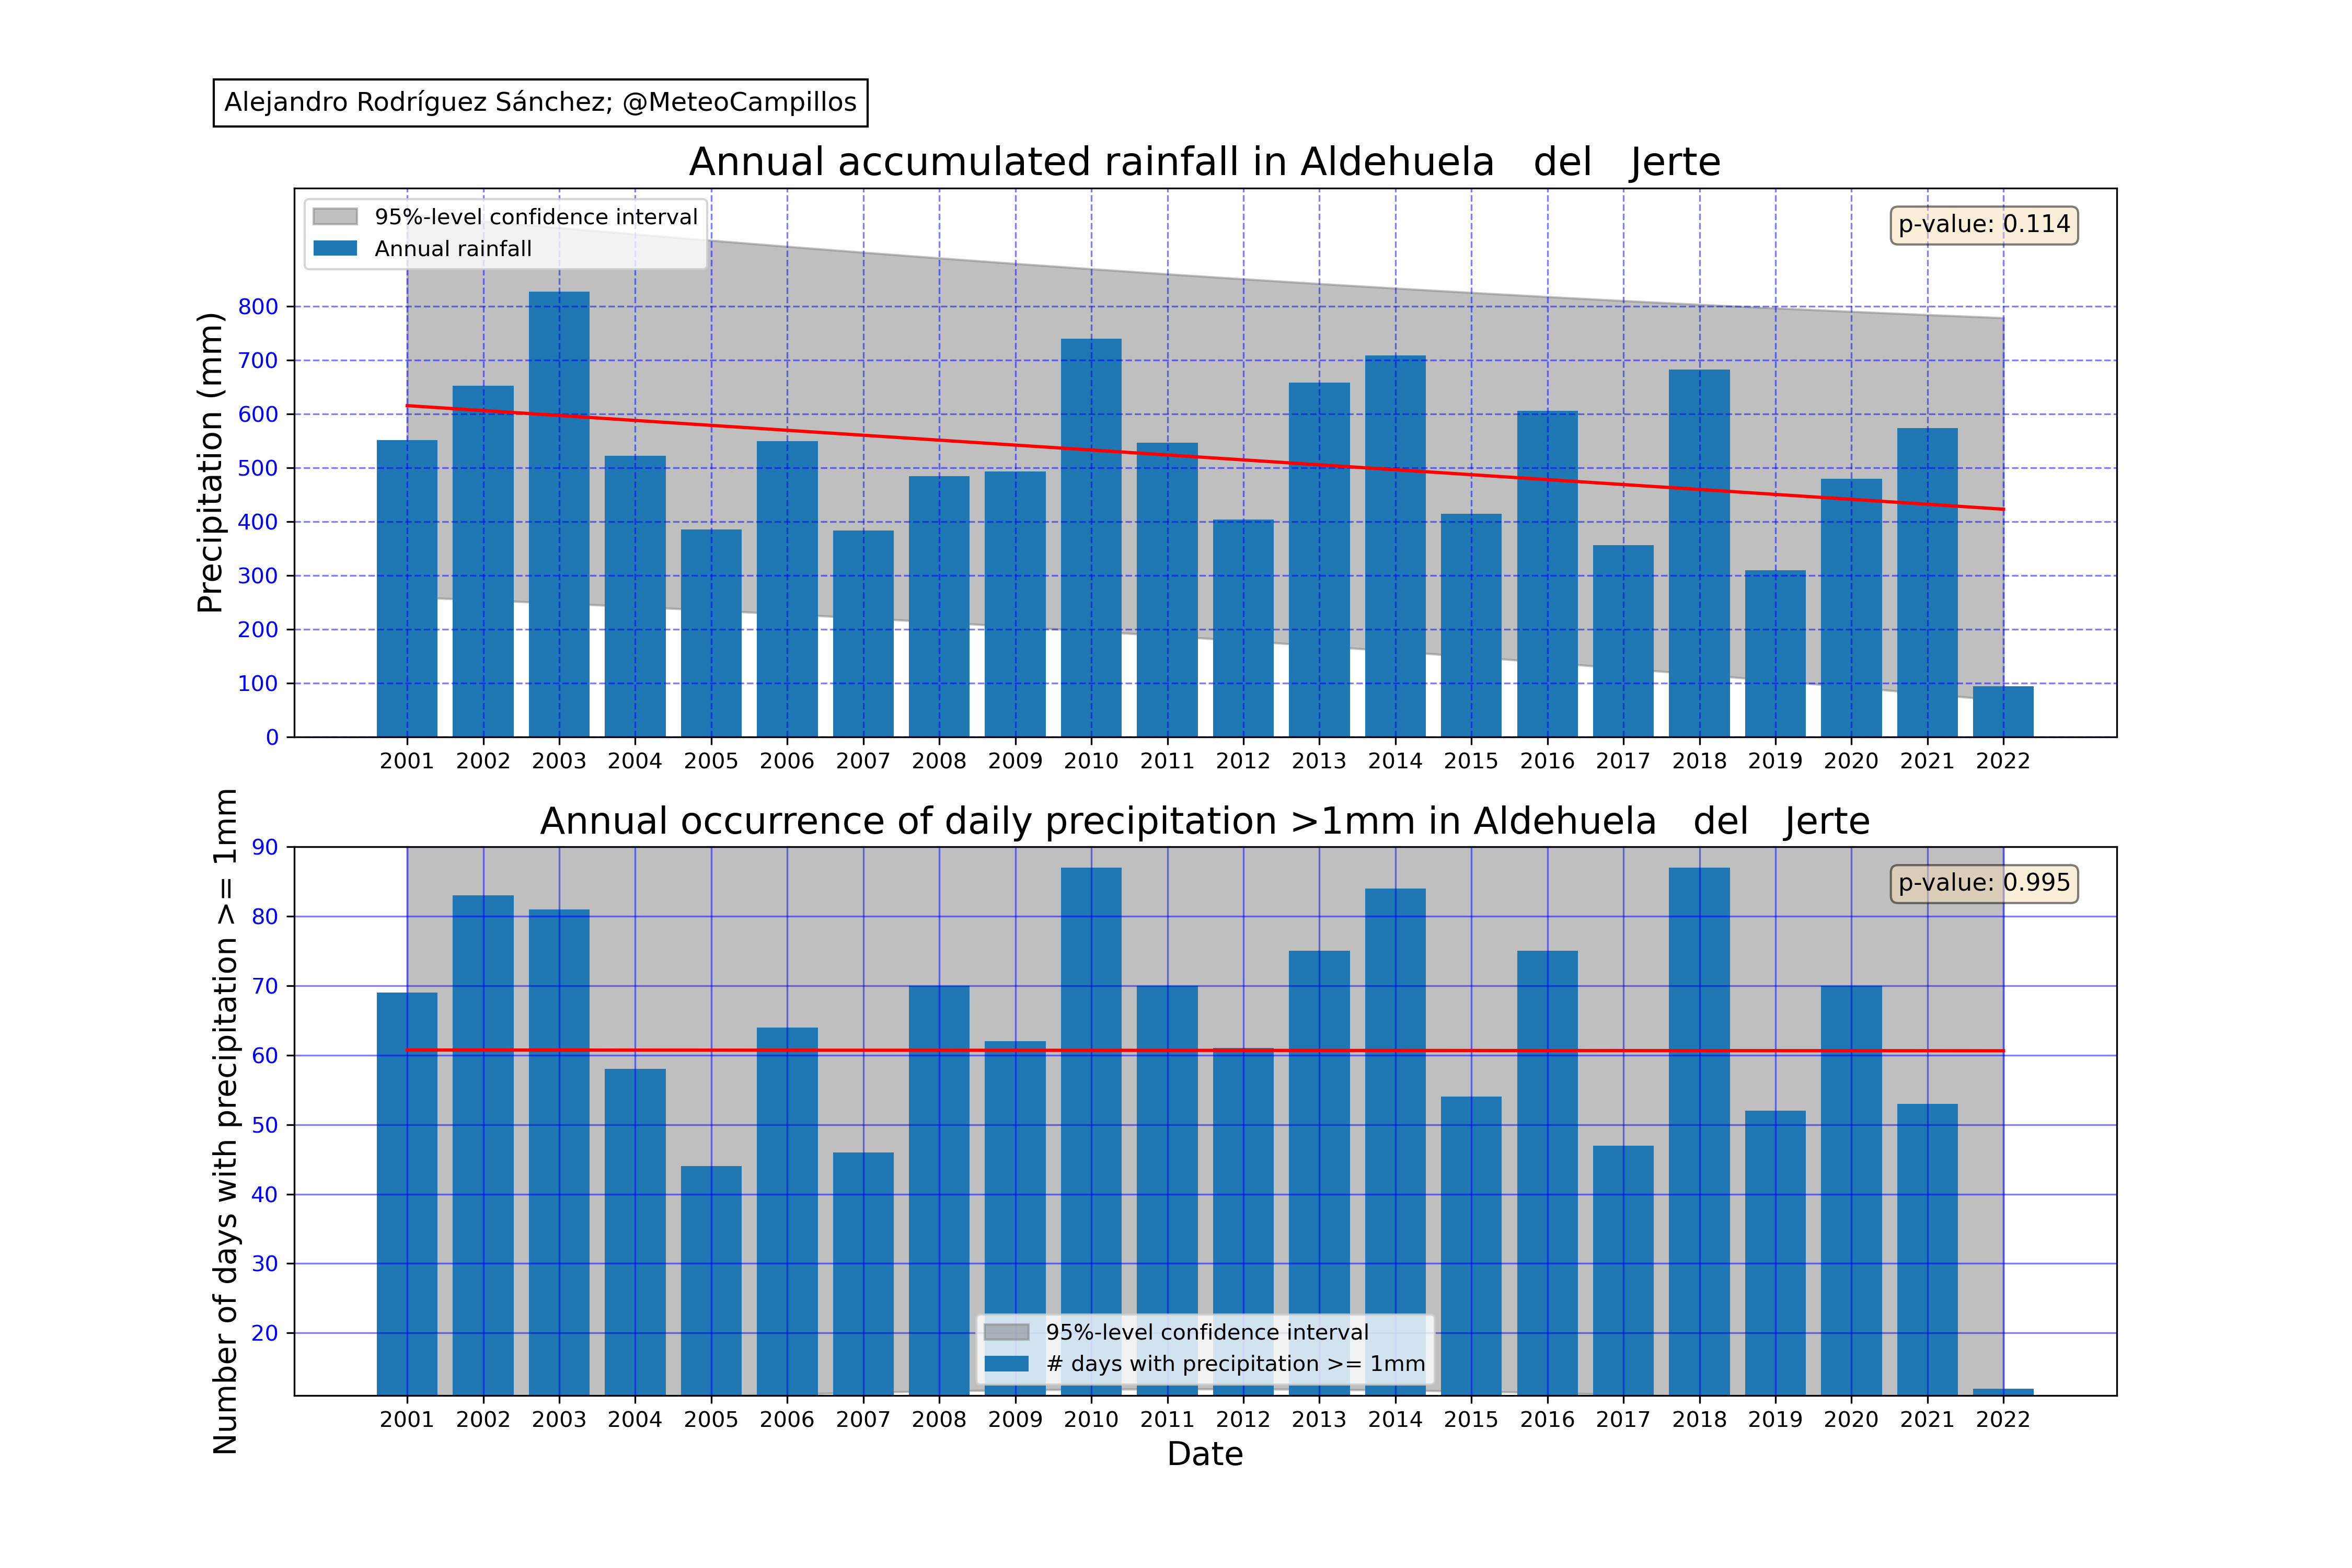 Alejandro Rodríguez Sánchez; @MeteoCampillos
Annual accumulated rainfall in Aldehuela   del   Jerte
95%-level confidence interval
Annual rainfall
p-value: 0.114
Precipitation (mm)
800
700
600
500
400
300
200
100
0
2001 2002 2003 2004 2005 2006 2007 2008 2009 2010 2011 2012 2013 2014 2015 2016 2017 2018 2019 2020 2021 2022
Annual occurrence of daily precipitation >1mm in Aldehuela   del   Jerte
p-value: 0.995
Number of days with precipitation >= 1mm
90
80
70
60
50
40
30
20
95%-level confidence interval
# days with precipitation >= 1mm
2001 2002 2003 2004 2005 2006 2007 2008 2009 2010 2011 2012 2013 2014 2015 2016 2017 2018 2019 2020 2021 2022
Date